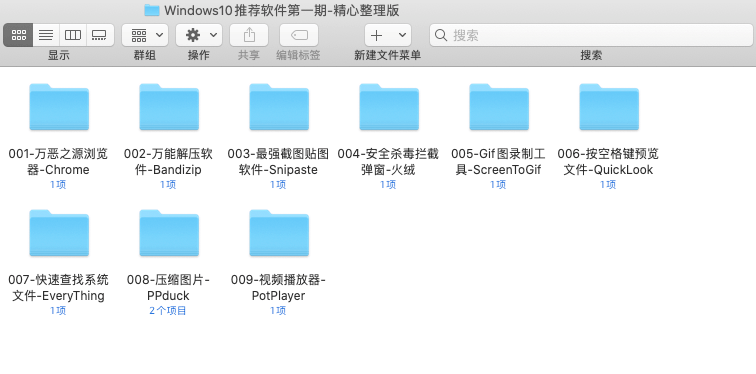 Windows10推荐软件第一期-精心整理版
搜索
显示
群组
操作
共享
编辑标签
新建文件菜单
搜索
001-万恶之源浏览
器-Chrome
1项
002-万能解压软
件-Bandizip
1项
003-最强截图贴图
软件-Snipaste
1项
004-安全杀毒拦截
弹窗-火绒
1项
005-Gif图录制工
具-ScreenToGif
1项
006-按空格键预览
文件-QuickLook
1项
007-快速查找系统
文件-EveryThing
1项
008-压缩图片-
PPduck
2个项目
009-视频播放器-
PotPlayer
1项